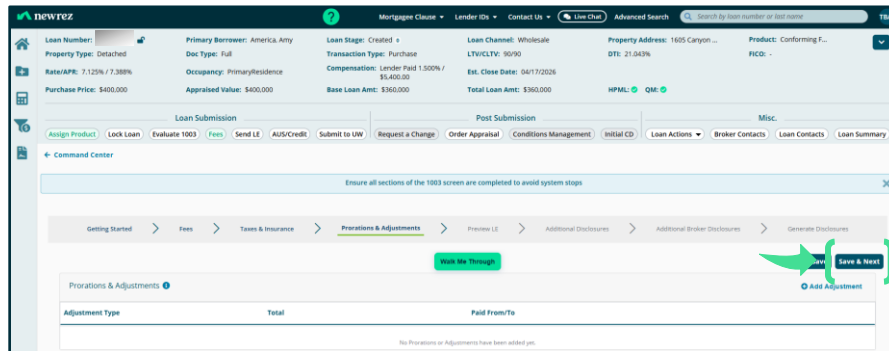 newrez
?
Mortgagee Clause Lender IDs Contact Us Live Chat Advanced Search Search by loan number or last name
Loan Number: Primary Borrower: America, Amy Loan Stage: Created Loan Channel: Wholesale Property Address: 1605 Canyon ... Product: Conforming F...
Property Type: Detached Doc Type: Full Transaction Type: Purchase LTV/CLTV: 90/90 DTI: 21.043% FICO: -
Rate/APR: 7.125% / 7.388% Occupancy: PrimaryResidence Compensation: Lender Paid 1.500% / Est. Close Date: 04/17/2026
$5,400.00
Purchase Price: $400,000 Appraised Value: $400,000 Base Loan Amt: $360,000 Total Loan Amt: $360,000 HPML: QM:
Loan Submission Post Submission Misc.
Assign Product Lock Loan Evaluate 1003 Fees Send LE AUS/Credit Submit to UW Request a Change Order Appraisal Conditions Management Initial CD Loan Actions Broker Contacts Loan Contacts Loan Summary
← Command Center
Ensure all sections of the 1003 screen are completed to avoid system stops
Getting Started Fees Taxes & Insurance Prorations & Adjustments Preview LE Additional Disclosures Additional Broker Disclosures Generate Disclosures
Walk Me Through Save & Next
Prorations & Adjustments Add Adjustment
Adjustment Type Total Paid From/To
No Prorations or Adjustments have been added yet.